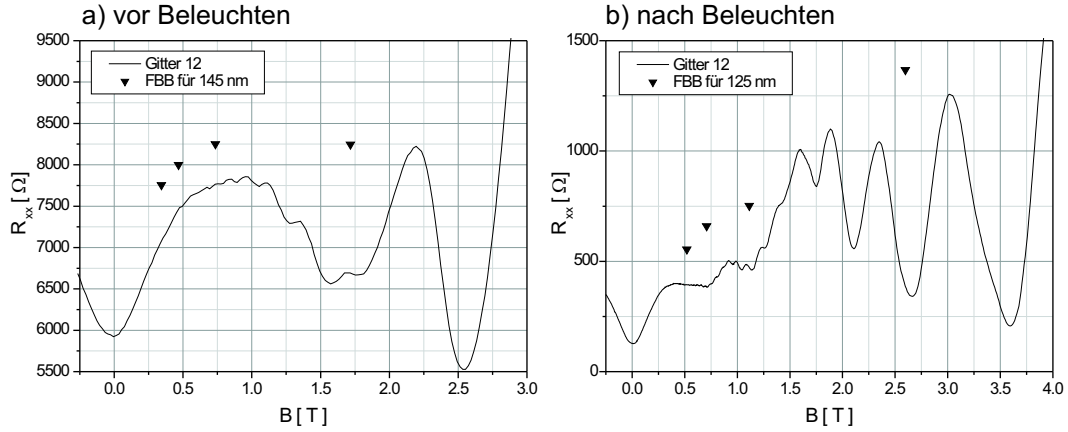 a) vor Beleuchten
9500
9000
8500
8000
7500
7000
6500
6000
5500
R_xx [ Ω ]
Gitter 12
FBB für 145 nm
0.0 0.5 1.0 1.5 2.0 2.5 3.0
B [ T ]
b) nach Beleuchten
1500
1000
500
0
R_xx [ Ω ]
Gitter 12
FBB für 125 nm
0.0 0.5 1.0 1.5 2.0 2.5 3.0 3.5 4.0
B [ T ]